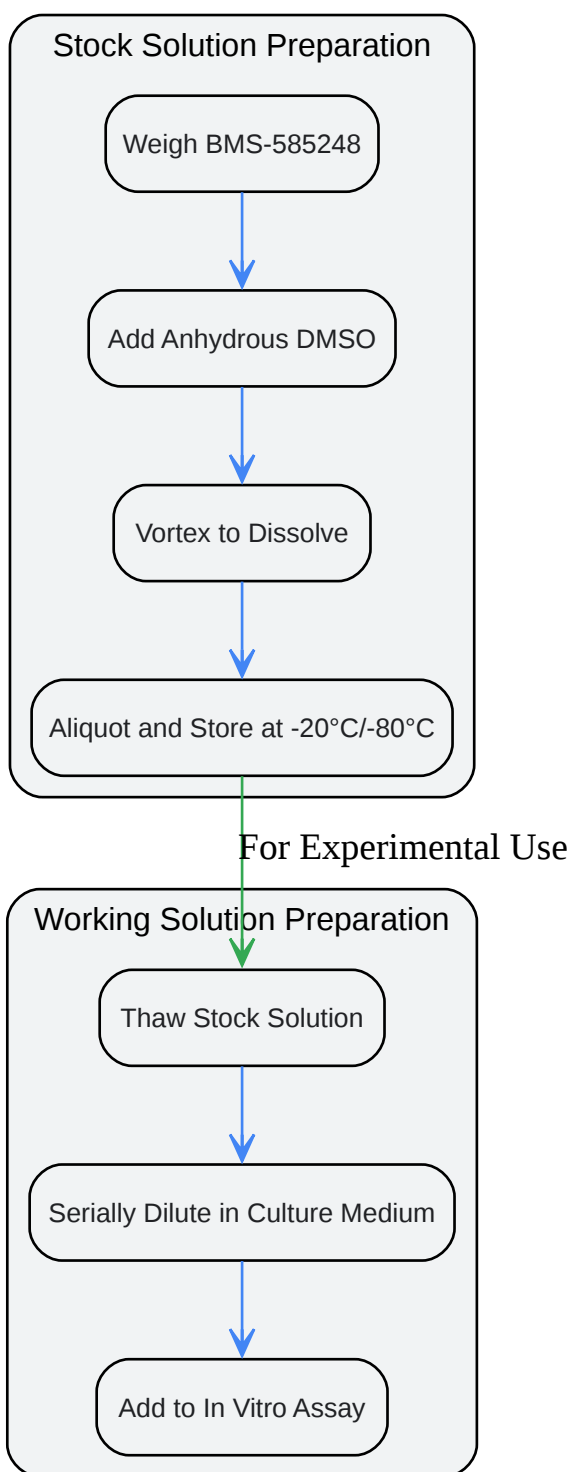 Stock Solution Preparation
Weigh BMS-585248
Add Anhydrous DMSO
Vortex to Dissolve
Aliquot and Store at -20°C/-80°C
For Experimental Use
Working Solution Preparation
Thaw Stock Solution
Serially Dilute in Culture Medium
Add to In Vitro Assay